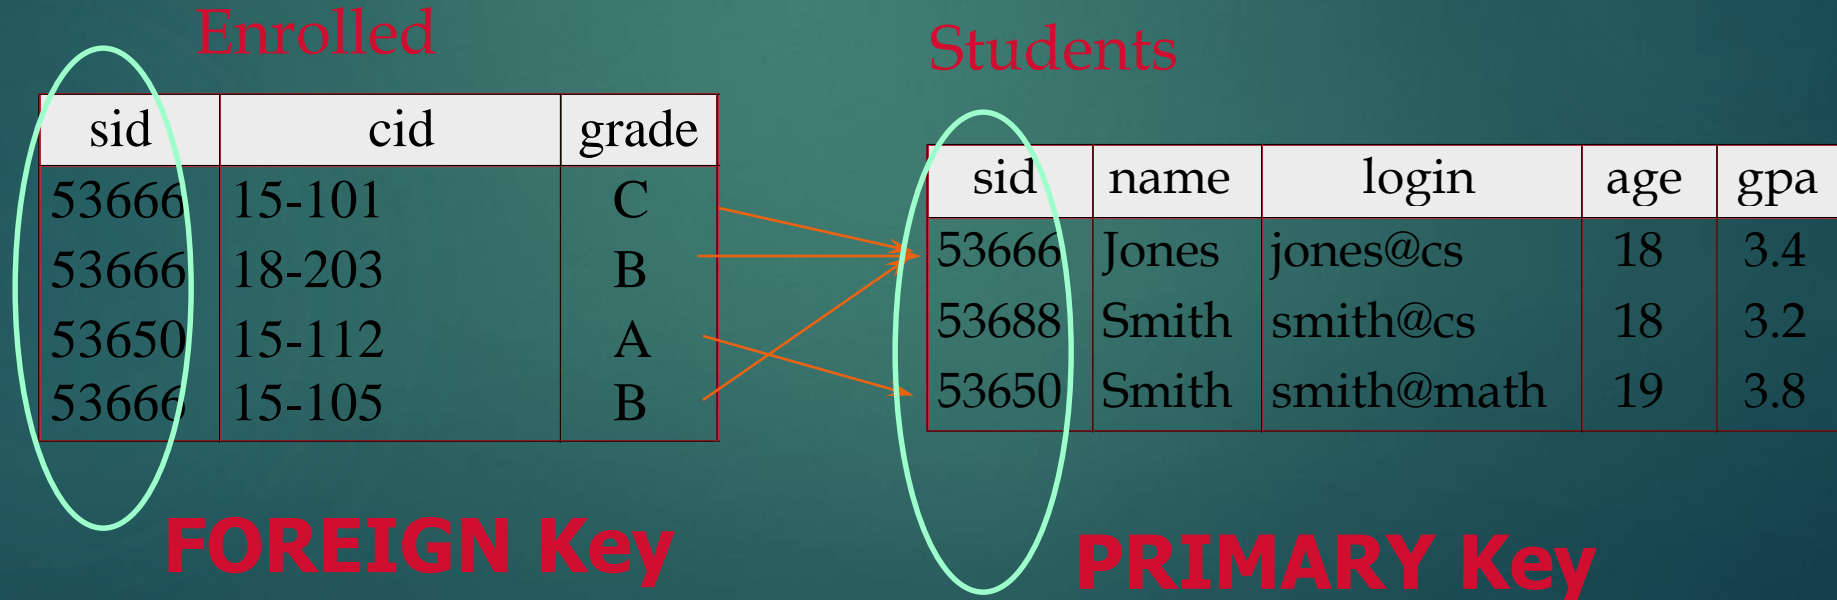 Enrolled
sid cid grade
53666 15-101 C
53666 18-203 B
53650 15-112 A
53666 15-105 B
FOREIGN Key
Students
sid name login age gpa
53666 Jones jones@cs 18 3.4
53688 Smith smith@cs 18 3.2
53650 Smith smith@math 19 3.8
PRIMARY Key